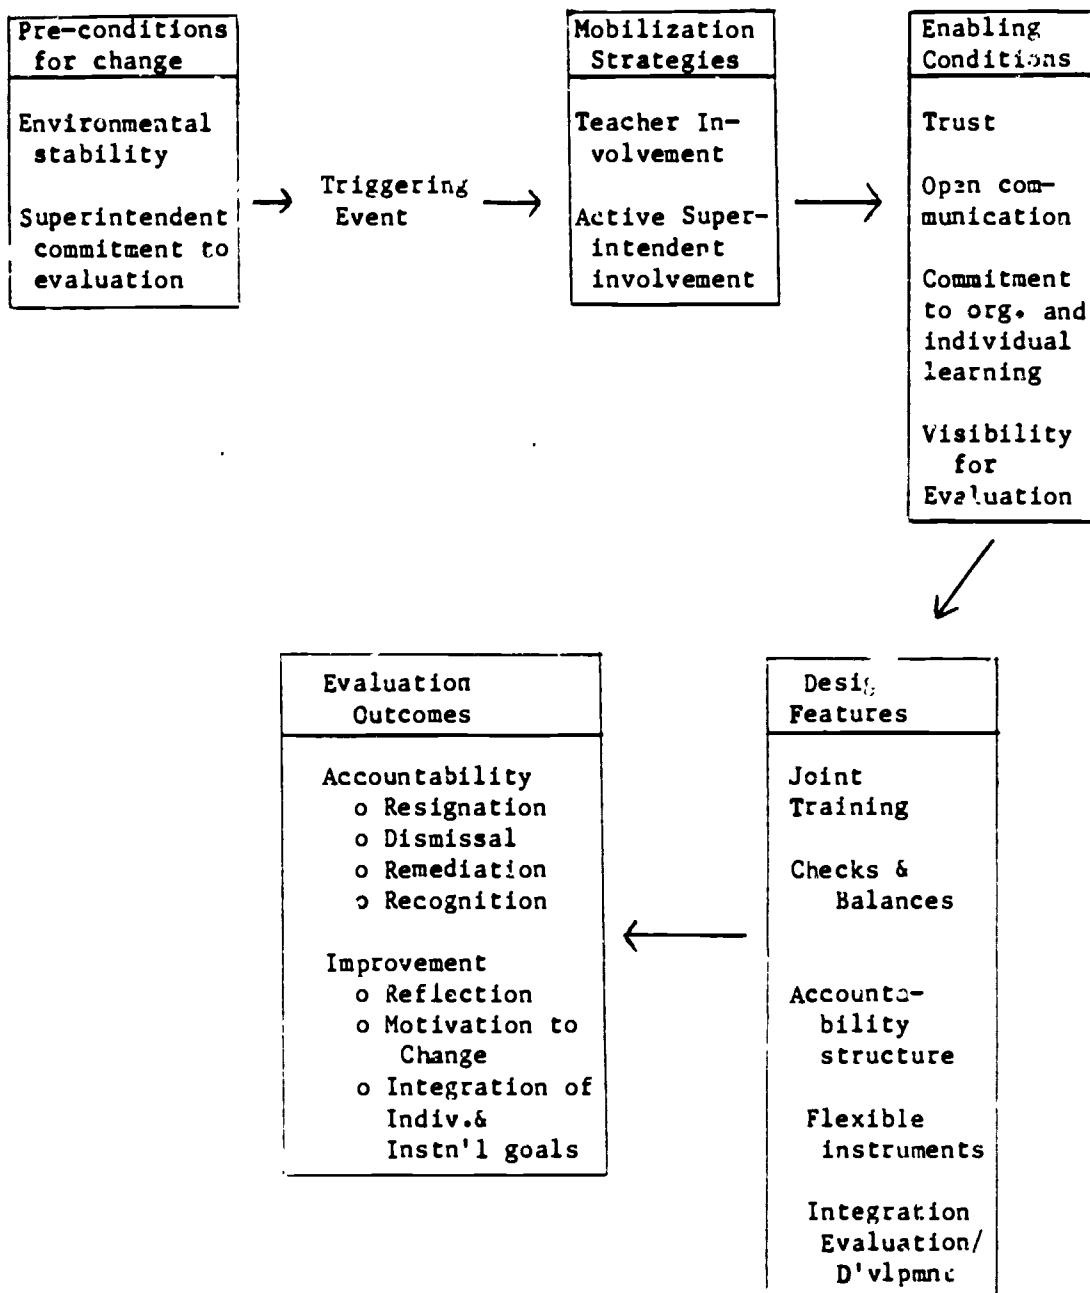 Pre-conditions
for change
Environmental
stability
Superintendent
commitment to
evaluation
Triggering
Event
Mobilization
Strategies
Teacher In-
volvement
Active Super-
intendent
involvement
Enabling
Conditions
Trust
Open com-
munication
Commitment
to org. and
individual
learning
Visibility
for
Evaluation
Desig
Features
Joint
Training
Checks &
Balances
Accounta-
bility
structure
Flexible
instruments
Integration
Evaluation/
D'vlpmnt
Evaluation
Outcomes
Accountability
o Resignation
o Dismissal
o Remediation
o Recognition
Improvement
o Reflection
o Motivation to
Change
o Integration of
Indiv.&
Instn'l goals